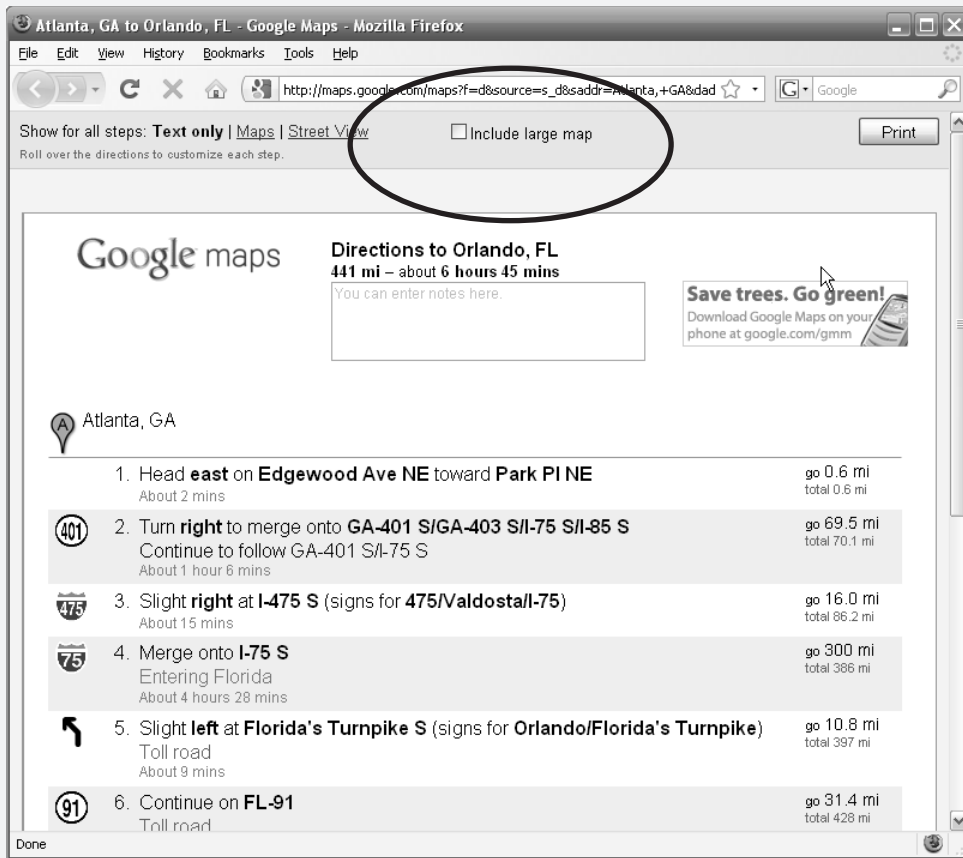 Atlanta, GA to Orlando, FL - Google Maps - Mozilla Firefox
File Edit View History Bookmarks Tools Help
http://maps.google.com/maps?f=d&source=s_d&saddr=Atlanta,+GA&dad
G Google
Show for all steps: Text only | Maps | Street View
Include large map
Print
Roll over the directions to customize each step.
Google maps
Directions to Orlando, FL
441 mi – about 6 hours 45 mins
You can enter notes here.
Save trees. Go green!
Download Google Maps on your
phone at google.com/gmm
A Atlanta, GA
1. Head east on Edgewood Ave NE toward Park Pl NE go 0.6 mi
About 2 mins total 0.6 mi
401 2. Turn right to merge onto GA-401 S/GA-403 S/I-75 S/I-85 S go 69.5 mi
Continue to follow GA-401 S/I-75 S total 70.1 mi
About 1 hour 6 mins
475 3. Slight right at I-475 S (signs for 475/Valdosta/I-75) go 16.0 mi
About 15 mins total 86.2 mi
75 4. Merge onto I-75 S go 300 mi
Entering Florida total 386 mi
About 4 hours 28 mins
5. Slight left at Florida's Turnpike S (signs for Orlando/Florida's Turnpike) go 10.8 mi
Toll road total 397 mi
About 9 mins
91 6. Continue on FL-91 go 31.4 mi
Toll road total 428 mi
Done